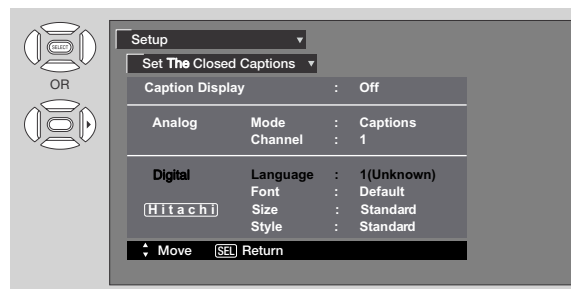 SELECT
OR
Setup
Set The Closed Captions
Caption Display : Off
Analog Mode : Captions
Channel : 1
Digital Language : 1(Unknown)
Font : Default
Hitachi Size : Standard
Style : Standard
Move SEL Return